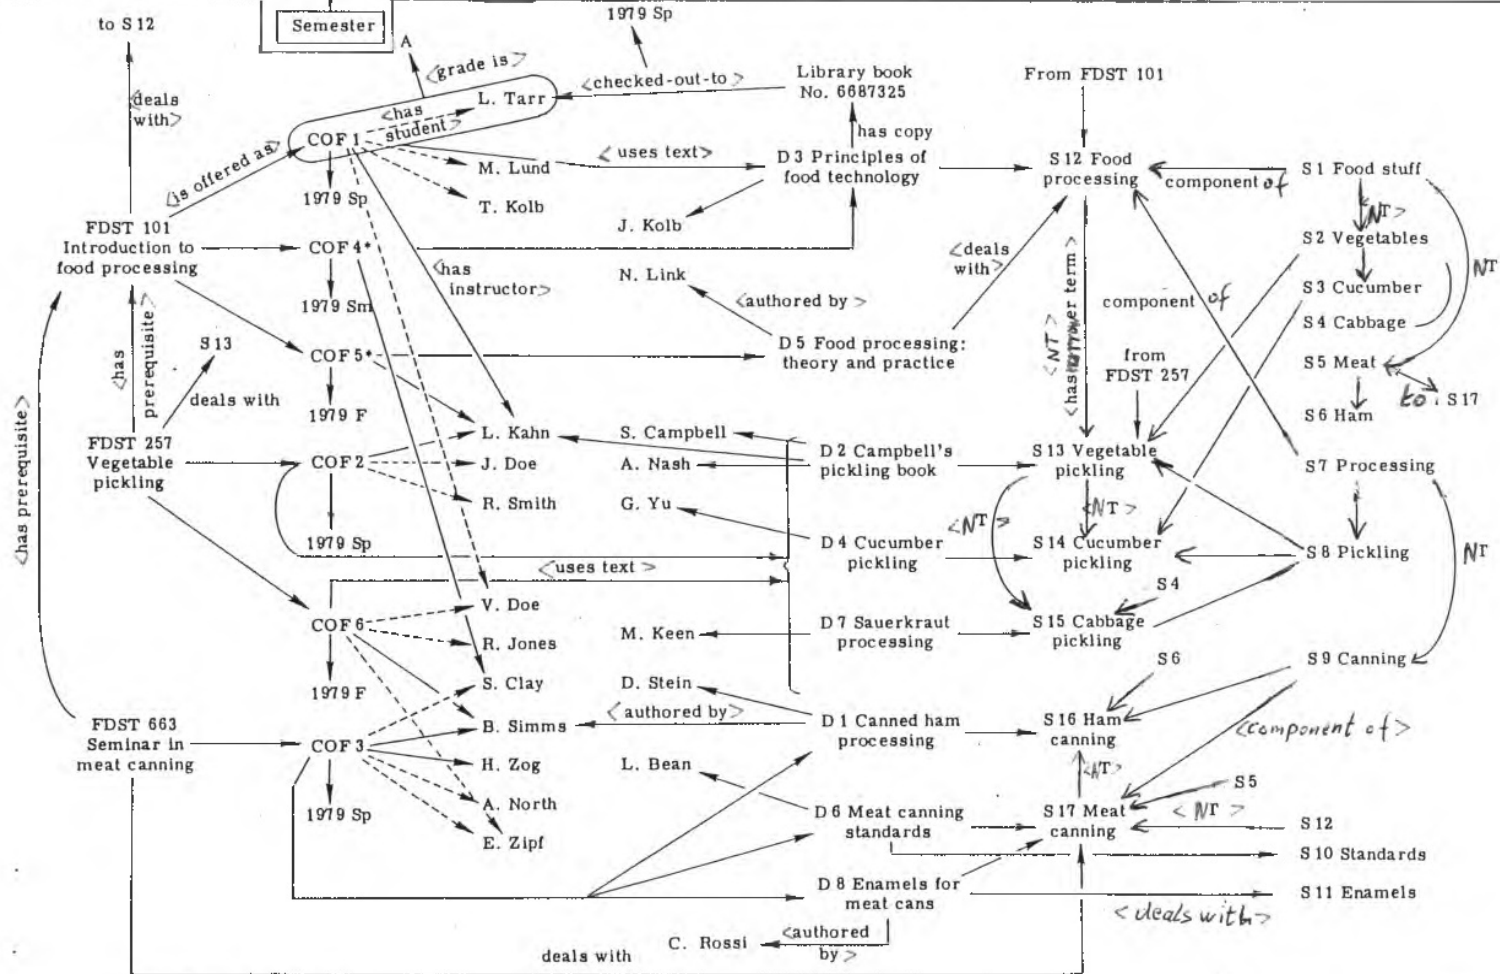 to S 12
Semester
A
1979 Sp
<grade is>
<deals
with>
L. Tarr
<checked-out-to>
Library book
No. 6687325
From FDST 101
<has
student>
COF 1
has copy
<is offered as>
M. Lund
<uses text>
D 3 Principles of
food technology
S 12 Food
processing
component of
S 1 Food stuff
1979 Sp
T. Kolb
J. Kolb
<NT>
FDST 101
Introduction to
food processing
COF 4*
<has
instructor>
N. Link
<deals
with>
S 2 Vegetables
NT
1979 Sm
<authored by>
component of
S 3 Cucumber
S 4 Cabbage
<has
prerequisite>
S 13
COF 5*
D 5 Food processing:
theory and practice
<NT>
<has narrower term>
from
FDST 257
S 5 Meat
to S 17
deals with
1979 F
S 6 Ham
<has prerequisite>
FDST 257
Vegetable
pickling
COF 2
L. Kahn
J. Doe
R. Smith
S. Campbell
A. Nash
G. Yu
D 2 Campbell's
pickling book
S 13 Vegetable
pickling
S 7 Processing
<NT>
<NT>
1979 Sp
D 4 Cucumber
pickling
S 14 Cucumber
pickling
S 8 Pickling
NT
<uses text>
S 4
COF 6
V. Doe
R. Jones
M. Keen
D 7 Sauerkraut
processing
S 15 Cabbage
pickling
1979 F
S. Clay
D. Stein
S 6
S 9 Canning
FDST 663
Seminar in
meat canning
COF 3
B. Simms
<authored by>
D 1 Canned ham
processing
S 16 Ham
canning
<component of>
H. Zog
L. Bean
<NT>
S 5
1979 Sp
A. North
E. Zipf
D 6 Meat canning
standards
S 17 Meat
canning
<NT>
S 12
S 10 Standards
D 8 Enamels for
meat cans
S 11 Enamels
<deals with>
deals with
C. Rossi
<authored
by>